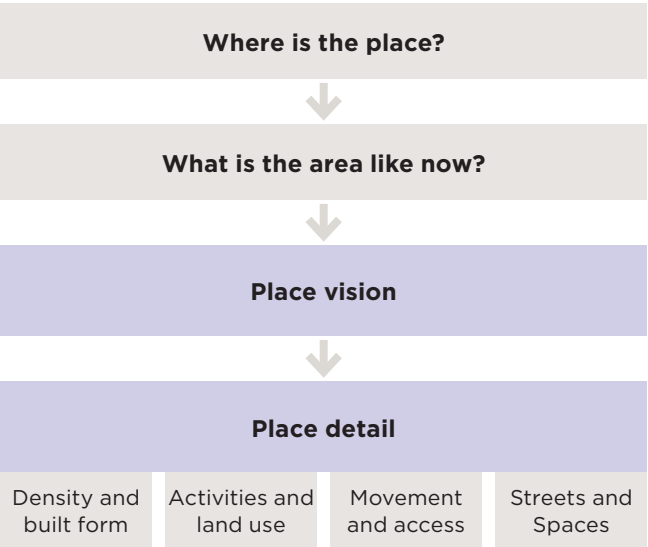 Where is the place?
What is the area like now?
Place vision
Place detail
Density and
built form
Activities and
land use
Movement
and access
Streets and
Spaces